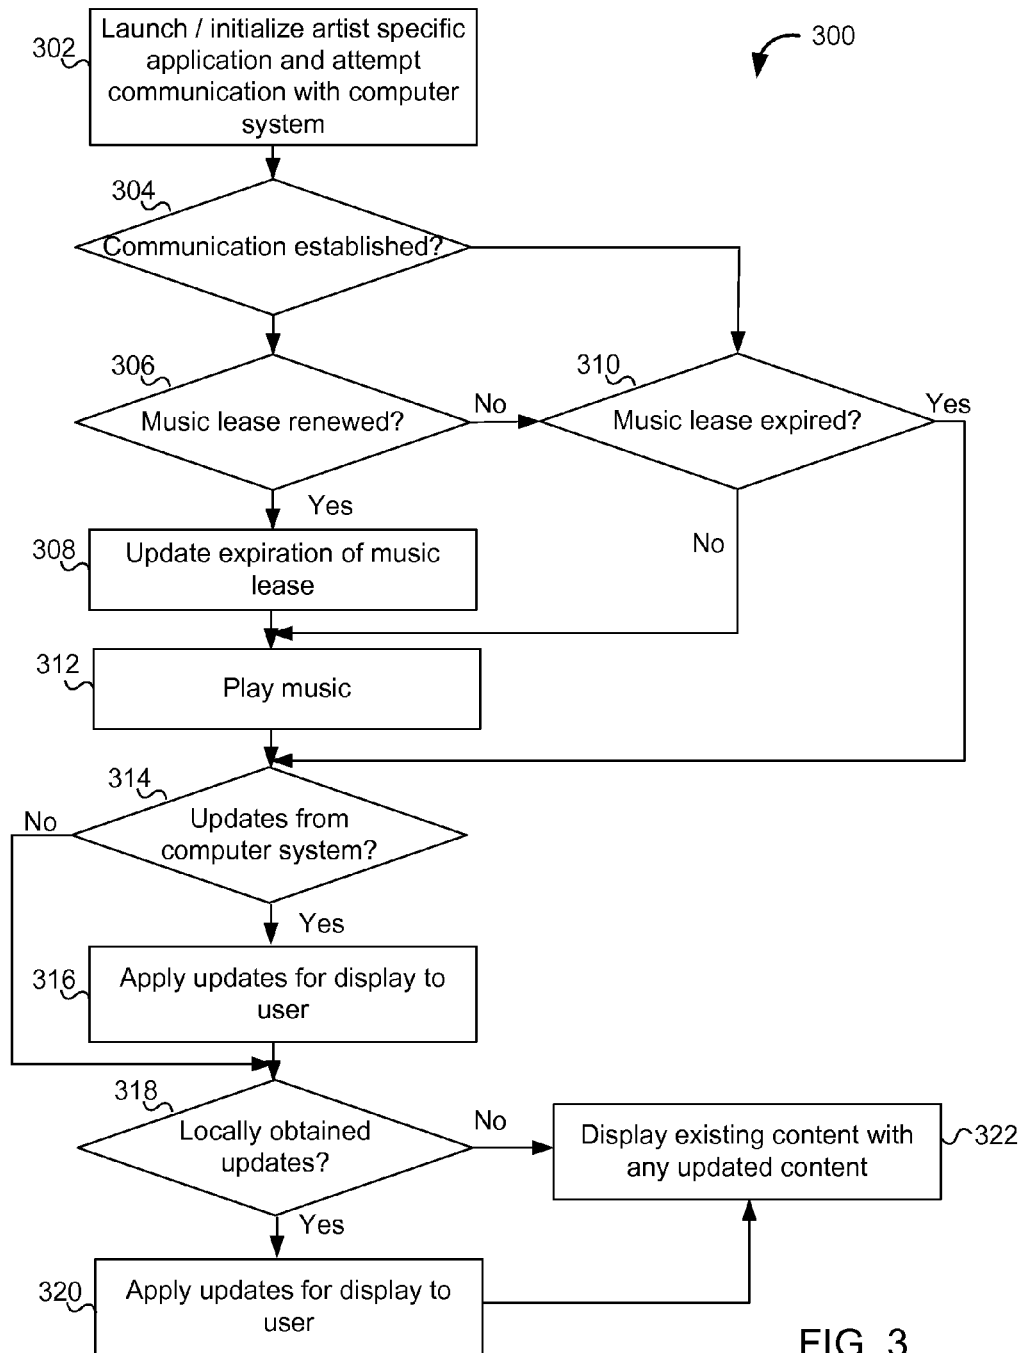 Launch / initialize artist specific
application and attempt
communication with computer
system
302
300
304
Communication established?
306
Music lease renewed?
No
310
Music lease expired?
Yes
Yes
No
308
Update expiration of music
lease
312
Play music
314
Updates from
computer system?
No
Yes
316
Apply updates for display to
user
318
Locally obtained
updates?
No
Display existing content with
any updated content
322
Yes
320
Apply updates for display to
user
FIG. 3